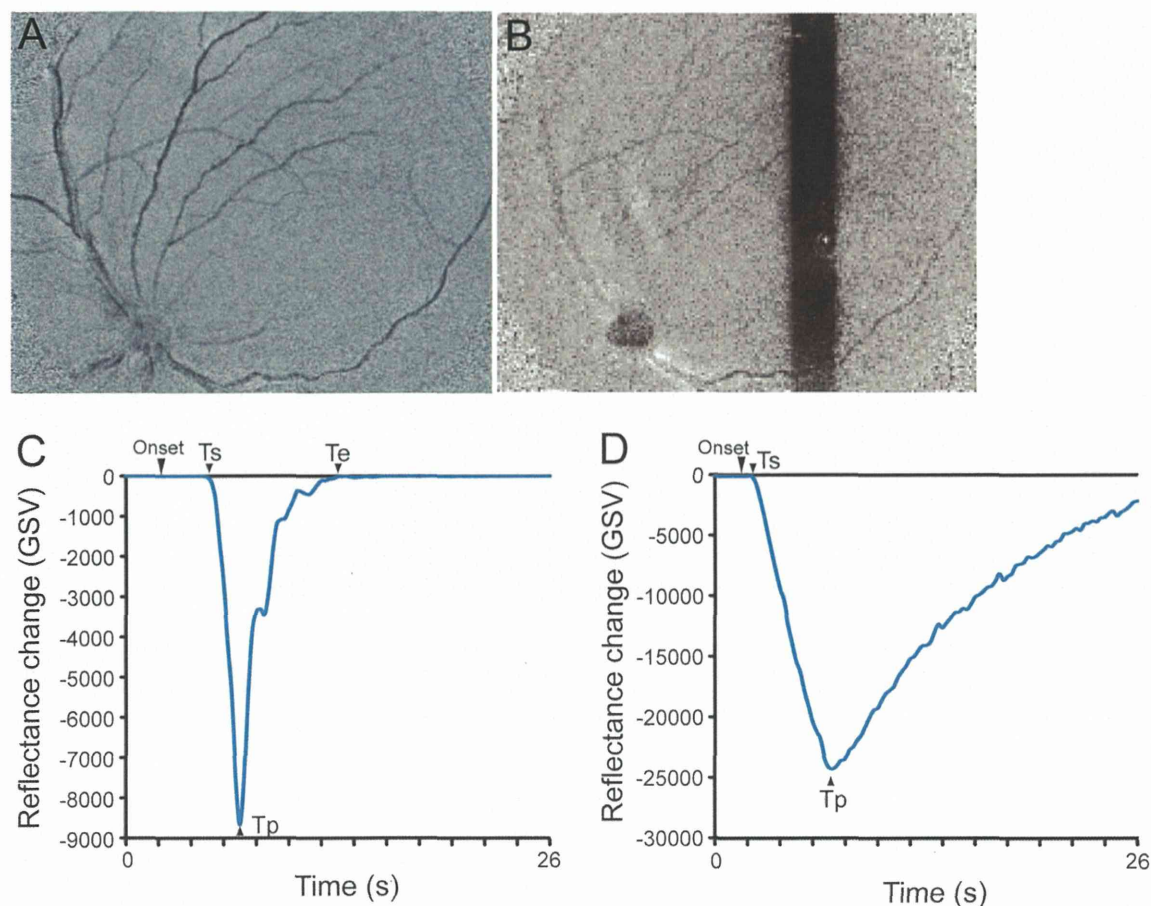 A
B
C
Onset Ts Te
0
-1000
-2000
-3000
-4000
-5000
-6000
-7000
-8000
-9000
Reflectance change (GSV)
Tp
0 26
Time (s)
D
Onset Ts
0
-5000
-10000
-15000
-20000
-25000
-30000
Reflectance change (GSV)
Tp
0 26
Time (s)